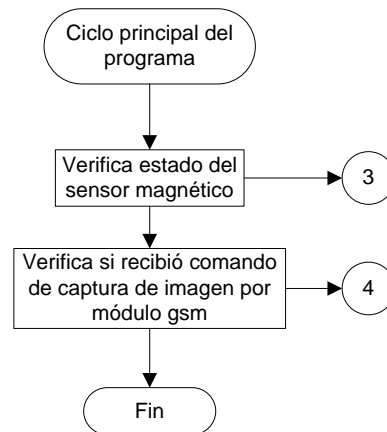 Ciclo principal del
programa
Verifica estado del
sensor magnético
3
Verifica si recibió comando
de captura de imagen por
módulo gsm
4
Fin